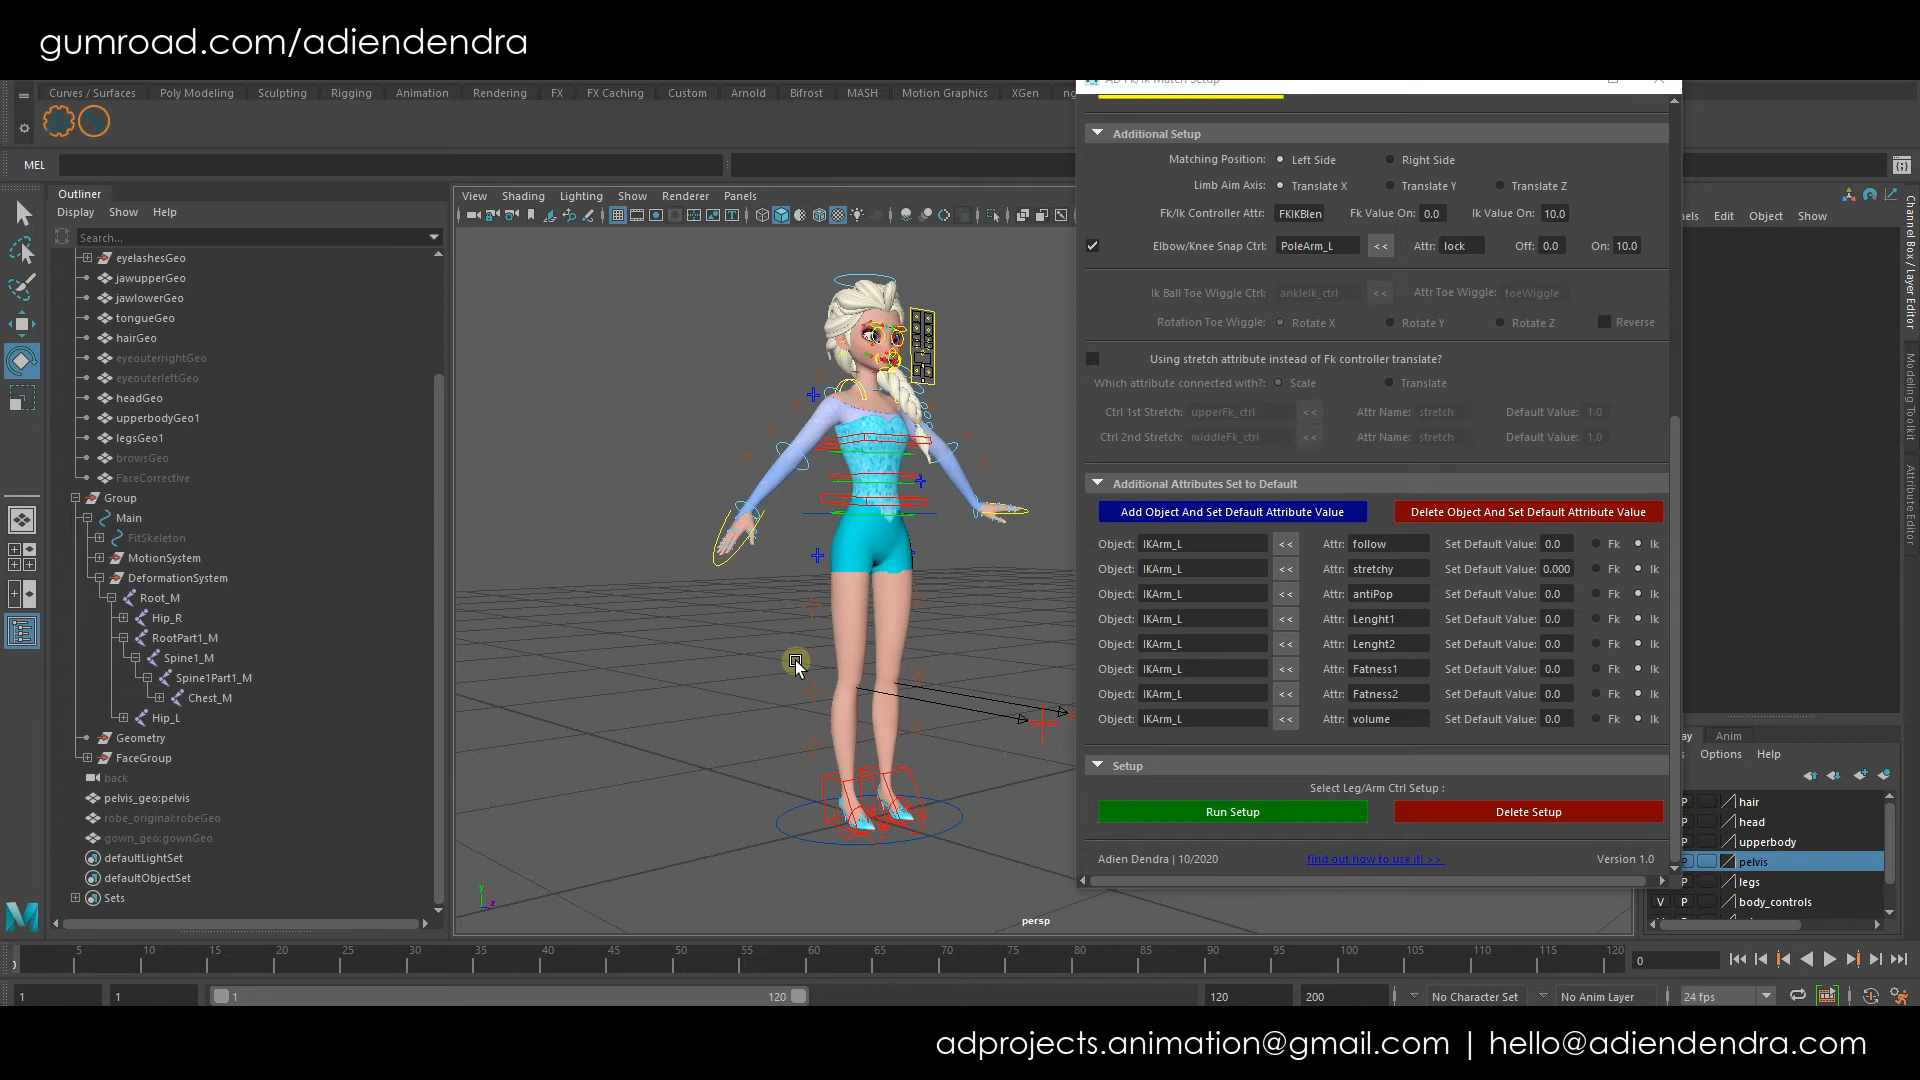 gumroad.com/adiendendra
Curves / Surfaces Poly Modeling Sculpting Rigging Animation Rendering FX FX Caching Custom Arnold Bifrost MASH Motion Graphics XGen
MEL
Outliner
Display Show Help
Search...
eyelashesGeo
jawupperGeo
jawlowerGeo
tongueGeo
hairGeo
eyeouterrightGeo
eyeouterleftGeo
headGeo
upperbodyGeo1
legsGeo1
browsGeo
FaceCorrective
Group
Main
FitSkeleton
MotionSystem
DeformationSystem
Root_M
Hip_R
RootPart1_M
Spine1_M
Spine1Part1_M
Chest_M
Hip_L
Geometry
FaceGroup
back
pelvis_geo:pelvis
robe_original:robeGeo
gown_geo:gownGeo
defaultLightSet
defaultObjectSet
Sets
View Shading Lighting Show Renderer Panels
persp
Additional Setup
Matching Position: Left Side Right Side
Limb Aim Axis: Translate X Translate Y Translate Z
Fk/Ik Controller Attr: FKIKBlen Fk Value On: 0.0 Ik Value On: 10.0
Elbow/Knee Snap Ctrl: PoleArm_L << Attr: lock Off: 0.0 On: 10.0
Ik Ball Toe Wiggle Ctrl: ankleIk_ctrl << Attr Toe Wiggle: toeWiggle
Rotation Toe Wiggle: Rotate X Rotate Y Rotate Z Reverse
Using stretch attribute instead of Fk controller translate?
Which attribute connected with?: Scale Translate
Ctrl 1st Stretch: upperFk_ctrl << Attr Name: stretch Default Value: 1.0
Ctrl 2nd Stretch: middleFk_ctrl << Attr Name: stretch Default Value: 1.0
Additional Attributes Set to Default
Add Object And Set Default Attribute Value Delete Object And Set Default Attribute Value
Object: IKArm_L << Attr: follow Set Default Value: 0.0 Fk Ik
Object: IKArm_L << Attr: stretchy Set Default Value: 0.000 Fk Ik
Object: IKArm_L << Attr: antiPop Set Default Value: 0.0 Fk Ik
Object: IKArm_L << Attr: Lenght1 Set Default Value: 0.0 Fk Ik
Object: IKArm_L << Attr: Lenght2 Set Default Value: 0.0 Fk Ik
Object: IKArm_L << Attr: Fatness1 Set Default Value: 0.0 Fk Ik
Object: IKArm_L << Attr: Fatness2 Set Default Value: 0.0 Fk Ik
Object: IKArm_L << Attr: volume Set Default Value: 0.0 Fk Ik
Setup
Select Leg/Arm Ctrl Setup :
Run Setup Delete Setup
Adien Dendra | 10/2020 find out how to use it! >> Version 1.0
Edit Object Show
Channel Box / Layer Editor
Modeling Toolkit
Attribute Editor
Anim
Options Help
P hair
P head
upperbody
P pelvis
P legs
V P body_controls
5 10 15 20 25 30 35 40 45 50 55 60 65 70 75 80 85 90 95 100 105 110 115 120
0
1 1 1 120 120 200 No Character Set No Anim Layer 24 fps
adprojects.animation@gmail.com | hello@adiendendra.com